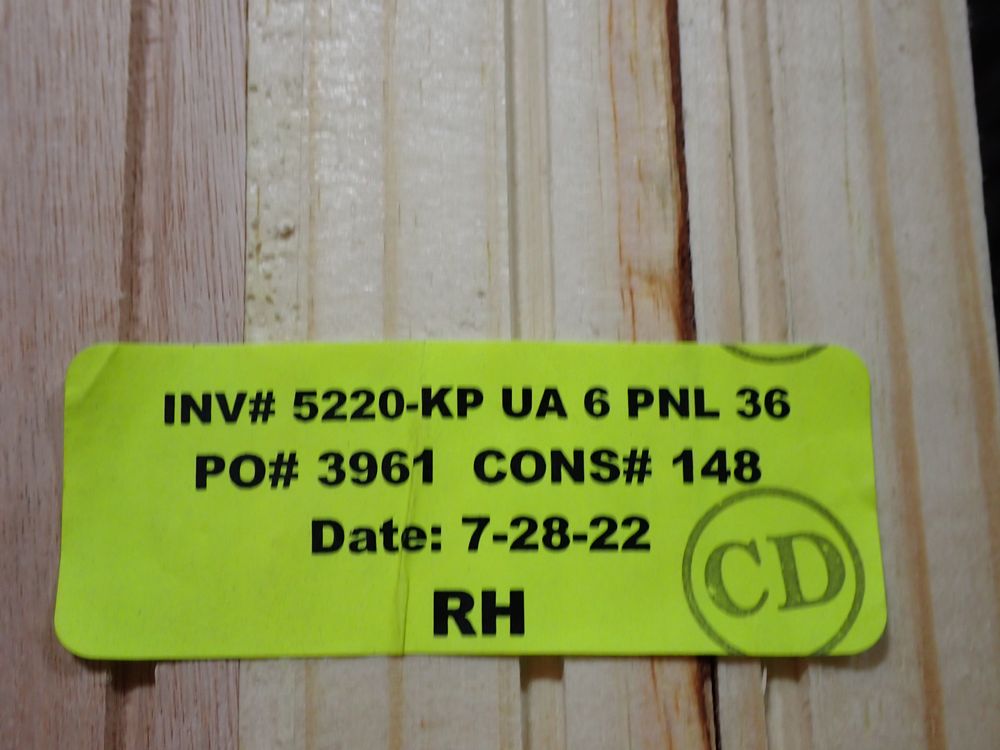 INV# 5220-KP UA 6 PNL 36
PO# 3961 CONS# 148
Date: 7-28-22
CD
RH